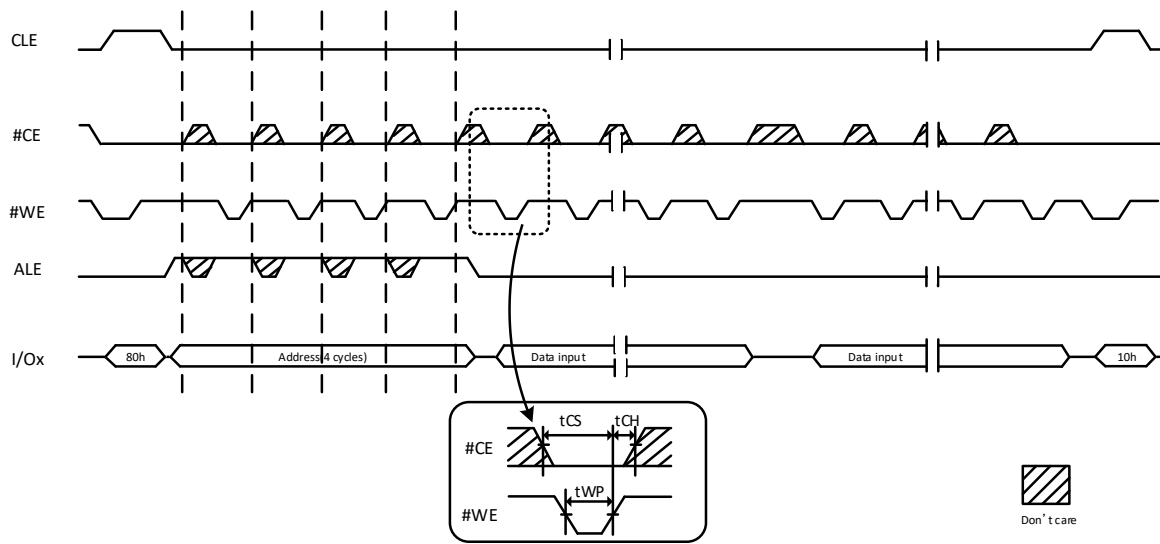 CLE
#CE
#WE
ALE
I/Ox
80h
Address(4 cycles)
Data input
Data input
10h
tCS
tCH
#CE
tWP
#WE
Don't care